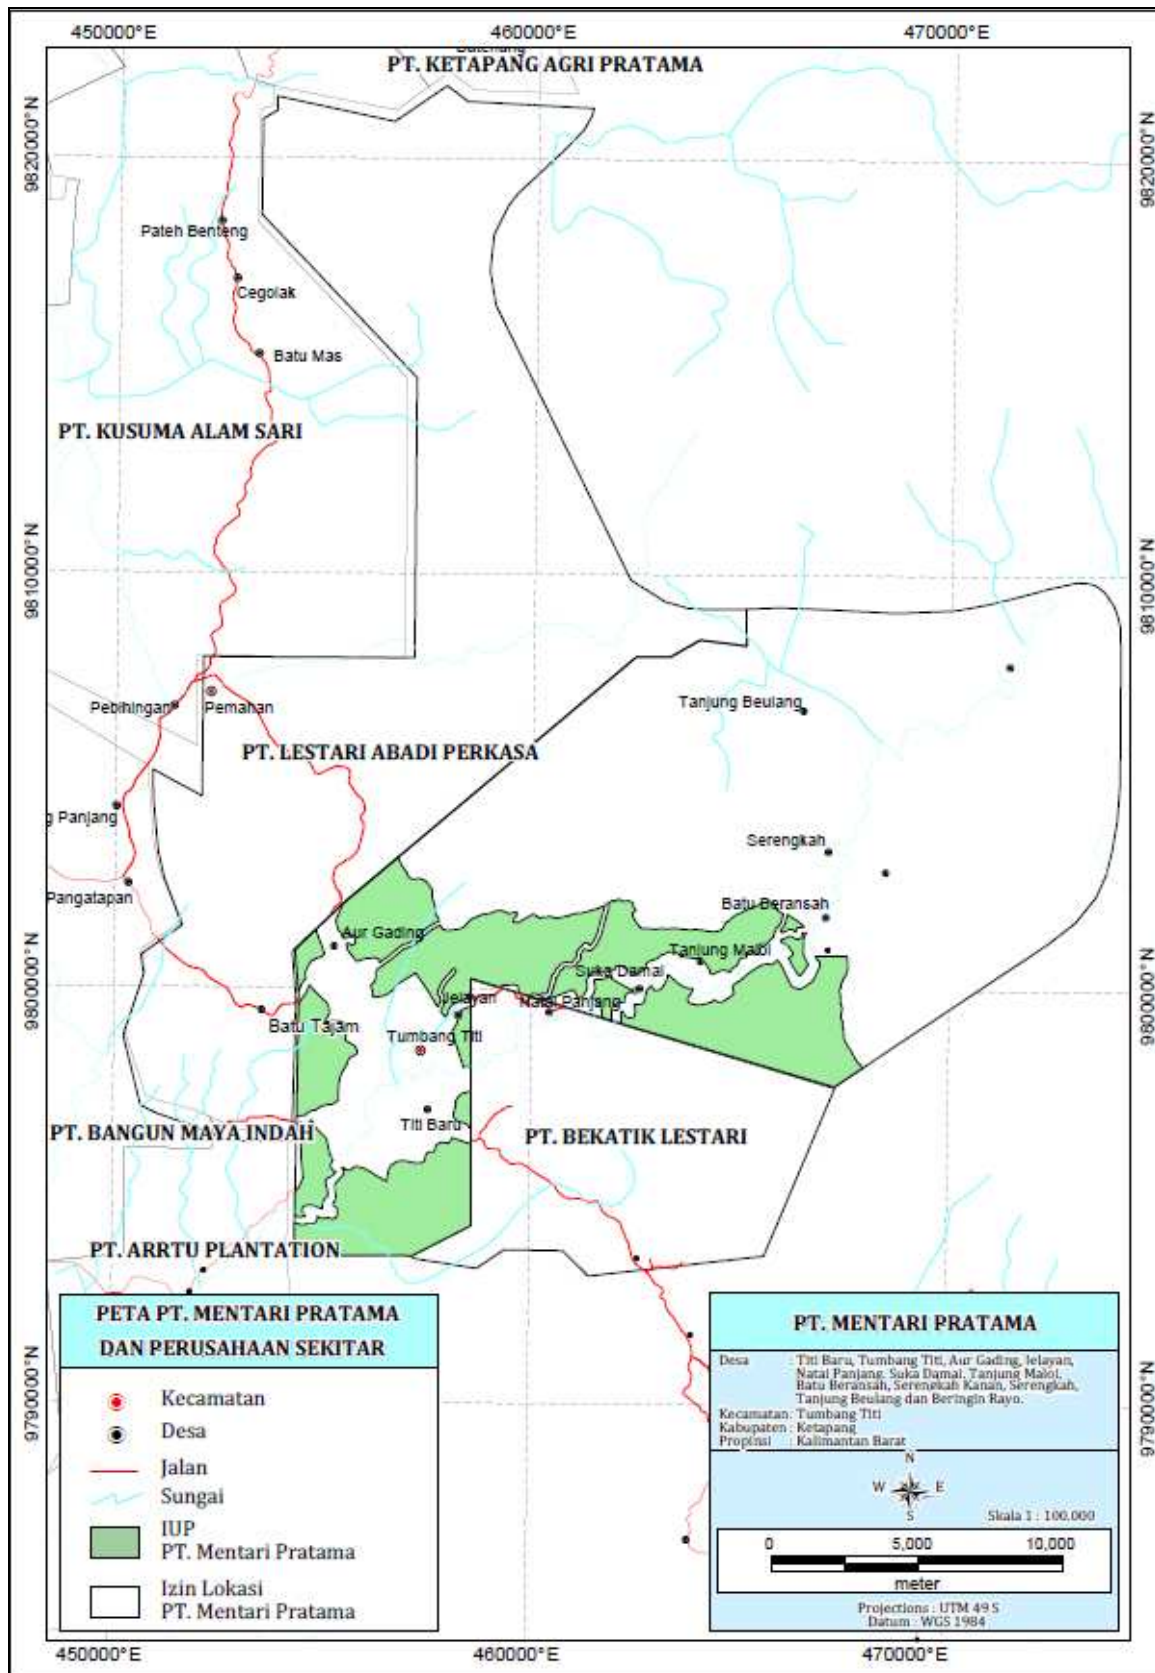 450000°E
460000°E
470000°E
PT. KETAPANG AGRI PRATAMA
9820000°N
9820000°N
Pateh Benteng
Cegolak
Batu Mas
PT. KUSUMA ALAM SARI
9810000°N
9810000°N
Pebihingan
Pemahan
Tanjung Beulang
PT. LESTARI ABADI PERKASA
g Panjang
Serengkah
Pangatapan
Batu Beransah
Aur Gading
Tanjung Maloi
Suka Damai
9800000°N
9800000°N
Jelayan
Natai Panjang
Batu Tajam
Tumbang Titi
Titi Baru
PT. BANGUN MAYA INDAH
PT. BEKATIK LESTARI
PT. ARRTU PLANTATION
PETA PT. MENTARI PRATAMA
DAN PERUSAHAAN SEKITAR
Kecamatan
Desa
Jalan
Sungai
IUP
PT. Mentari Pratama
Izin Lokasi
PT. Mentari Pratama
9790000°N
9790000°N
PT. MENTARI PRATAMA
Desa : Titi Baru, Tumbang Titi, Aur Gading, Jelayan,
Natai Panjang, Suka Damai, Tanjung Maloi,
Batu Beransah, Serengkah Kanan, Serengkah,
Tanjung Beulang dan Beringin Rayo.
Kecamatan : Tumbang Titi
Kabupaten : Ketapang
Propinsi : Kalimantan Barat
N
W E
S
Skala 1 : 100,000
0 5,000 10,000
meter
Projections : UTM 49 S
Datum : WGS 1984
450000°E
460000°E
470000°E